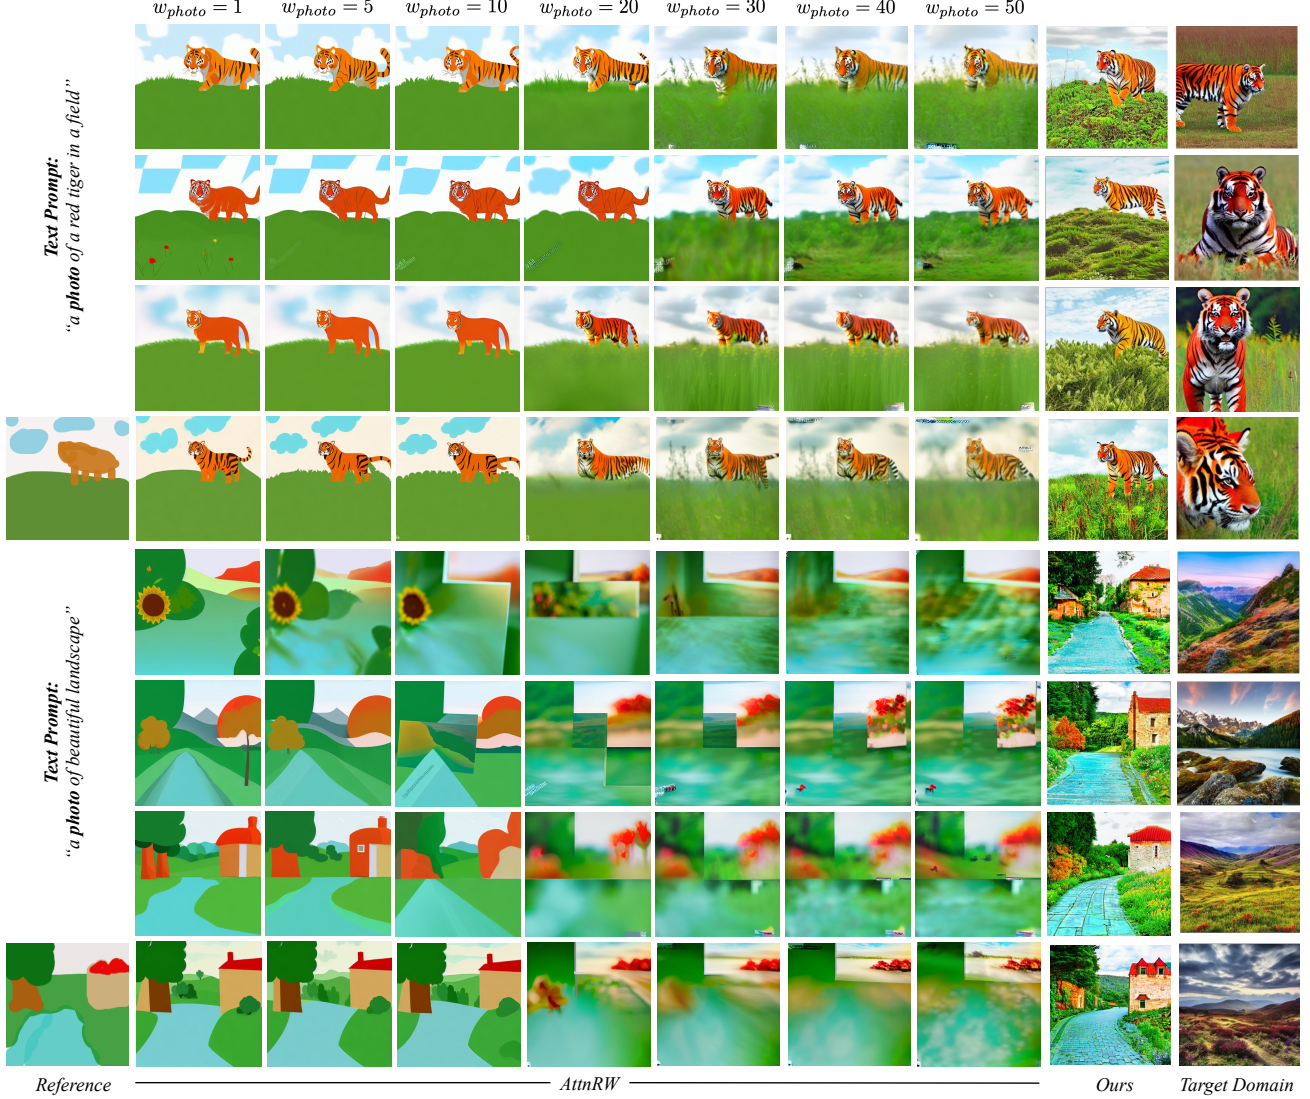 w_photo = 1 w_photo = 5 w_photo = 10 w_photo = 20 w_photo = 30 w_photo = 40 w_photo = 50
Text Prompt:
“a photo of a red tiger in a field”
Text Prompt:
“a photo of beautiful landscape”
Reference AttnRW Ours Target Domain